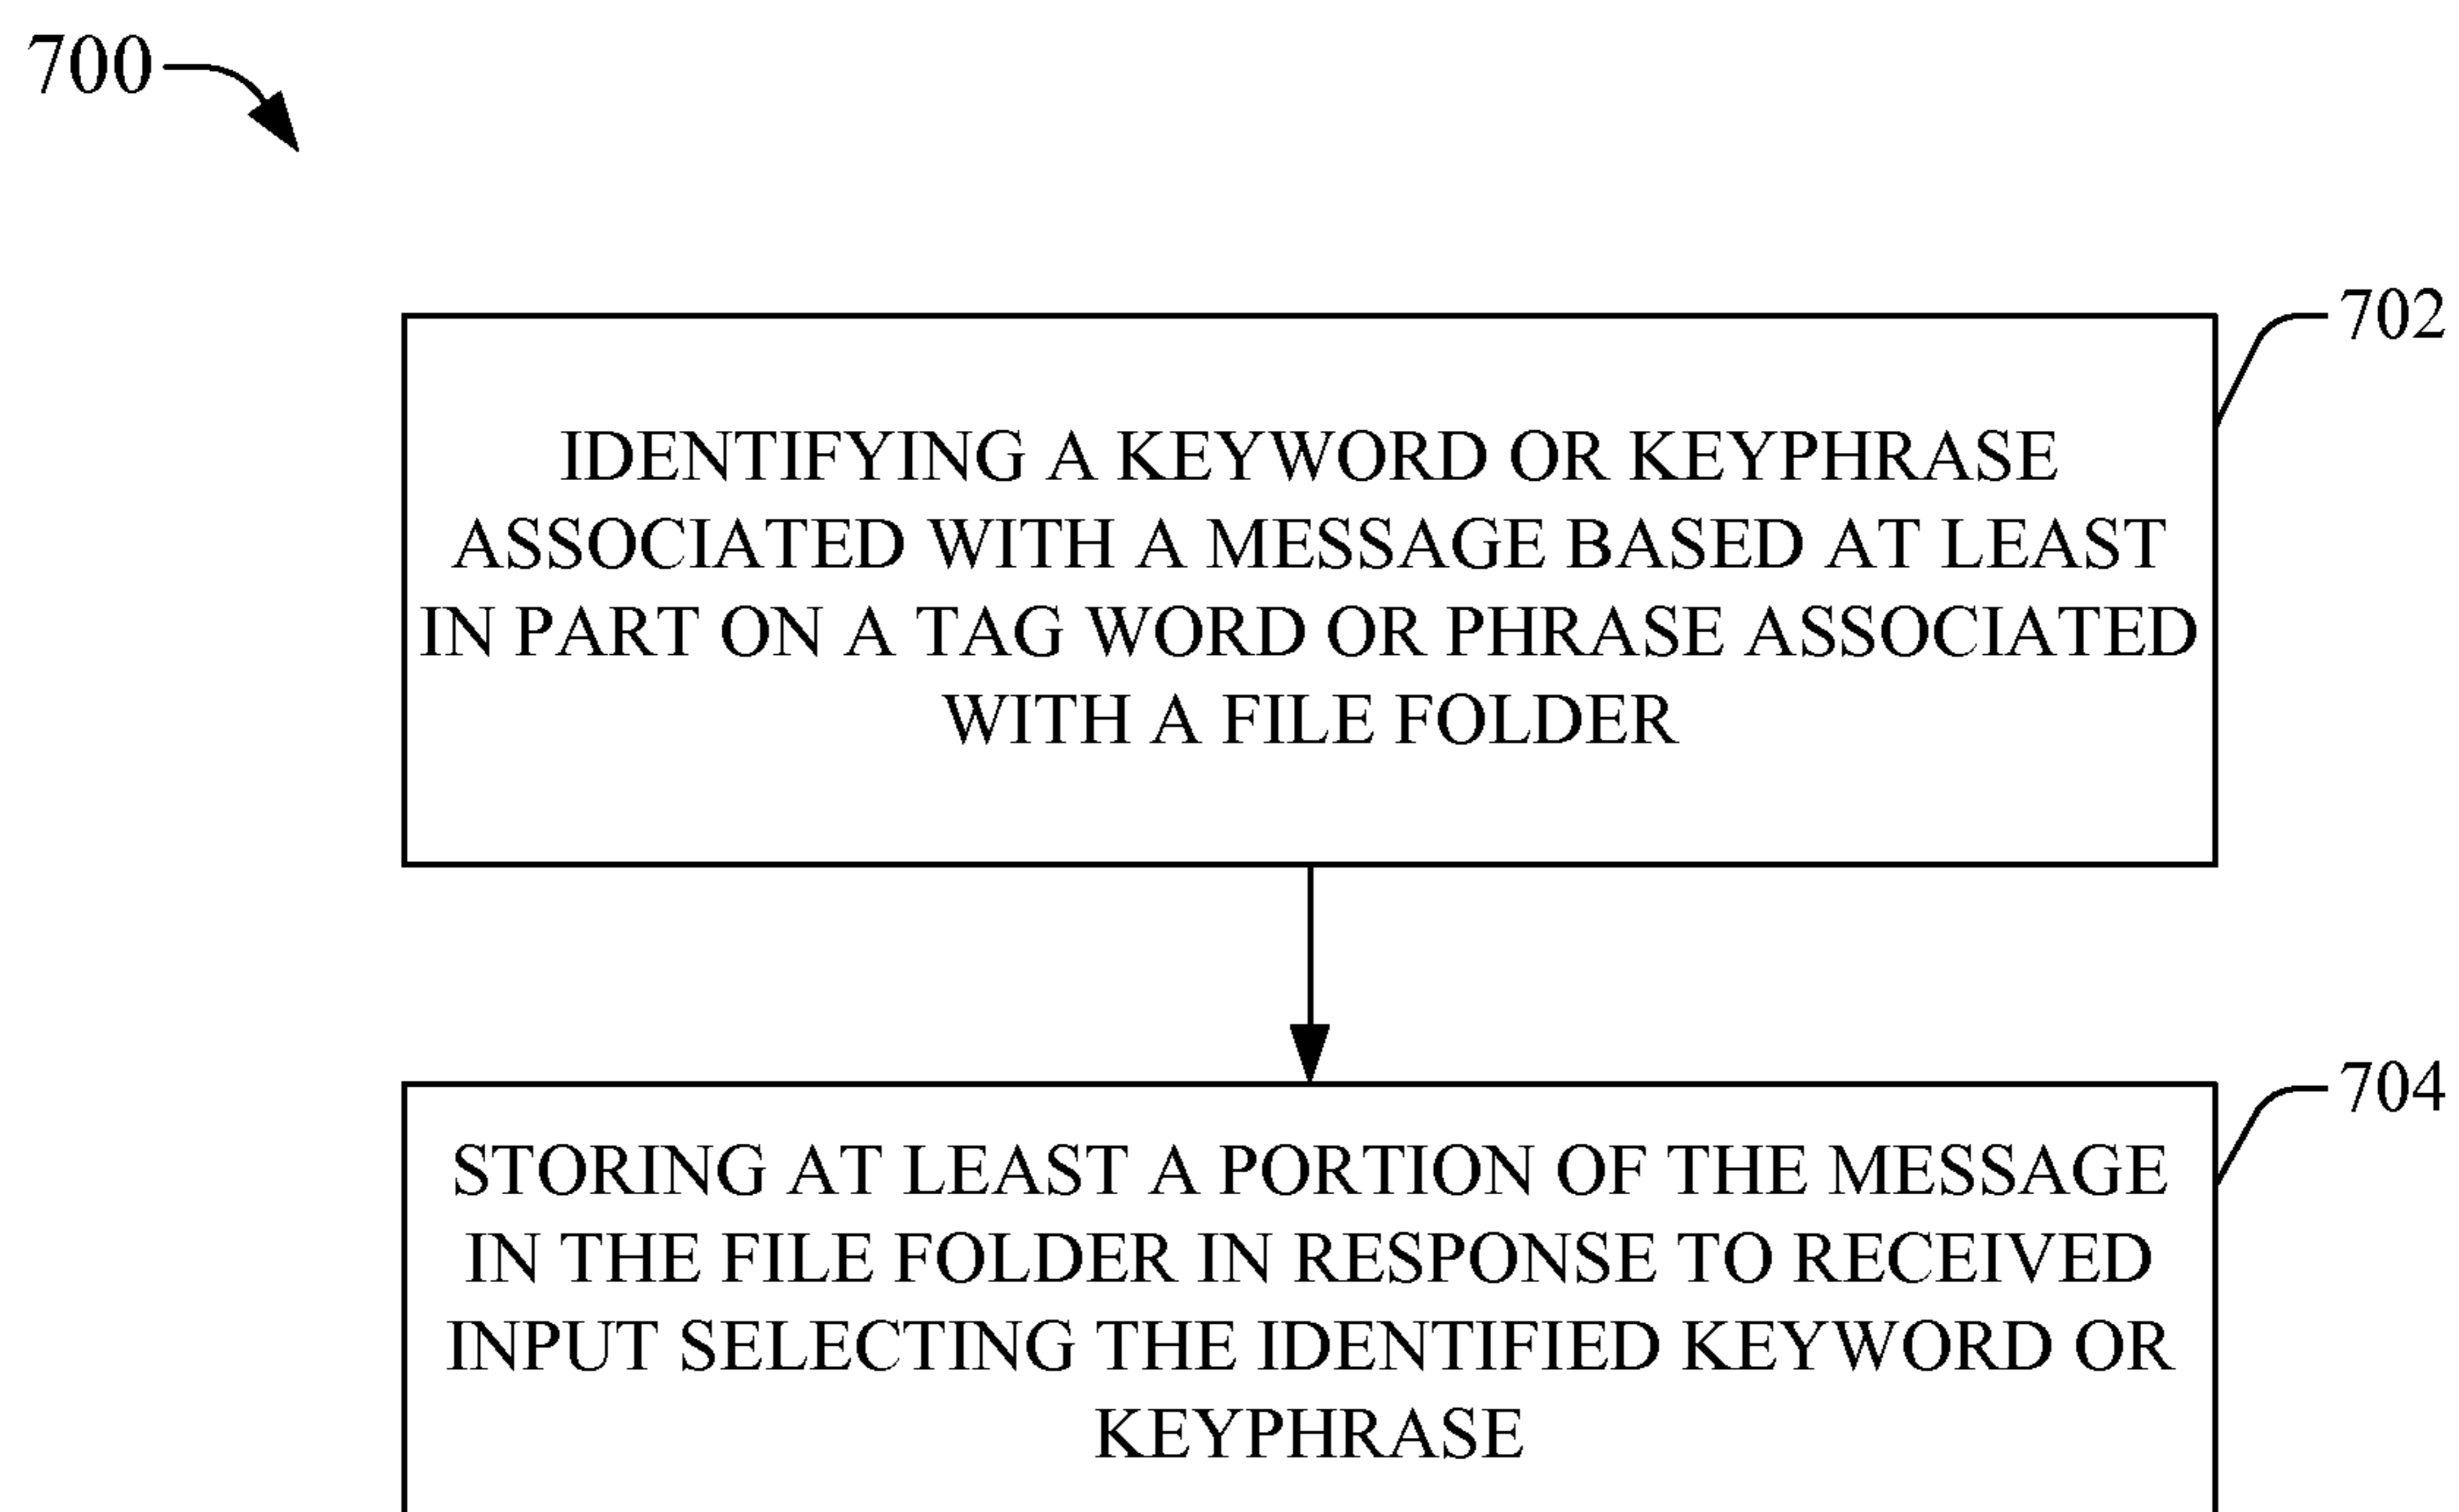 700
702
IDENTIFYING A KEYWORD OR KEYPHRASE
ASSOCIATED WITH A MESSAGE BASED AT LEAST
IN PART ON A TAG WORD OR PHRASE ASSOCIATED
WITH A FILE FOLDER
704
STORING AT LEAST A PORTION OF THE MESSAGE
IN THE FILE FOLDER IN RESPONSE TO RECEIVED
INPUT SELECTING THE IDENTIFIED KEYWORD OR
KEYPHRASE